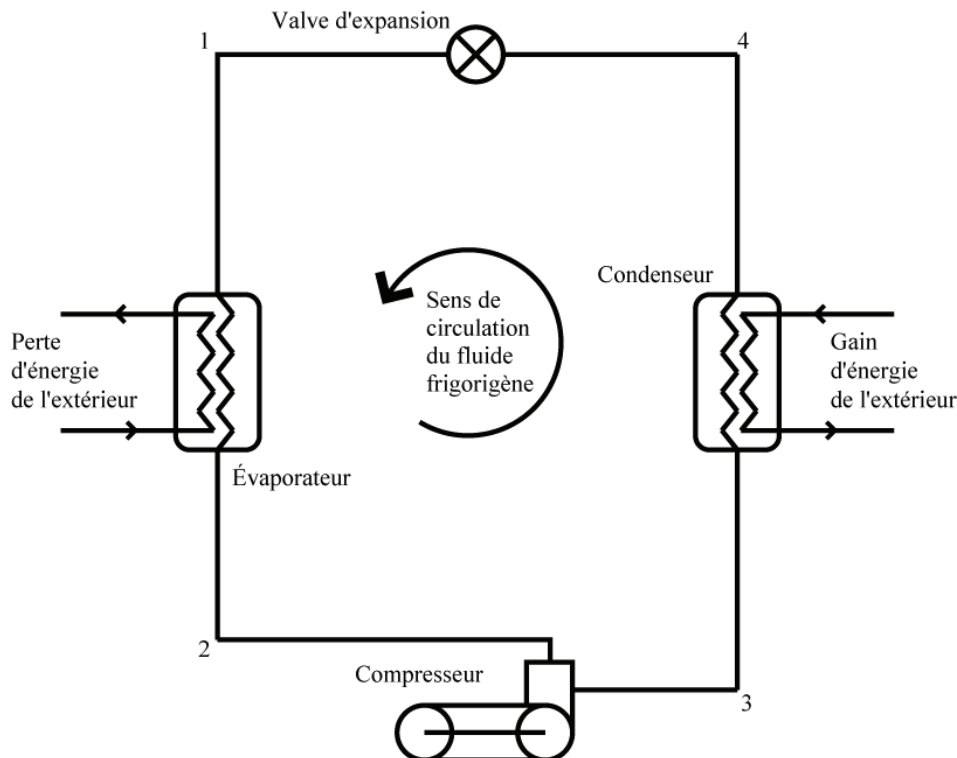 Valve d'expansion
1
4
Condenseur
Sens de
circulation
du fluide
frigorigène
Perte
d'énergie
de l'extérieur
Gain
d'énergie
de l'extérieur
Évaporateur
2
Compresseur
3